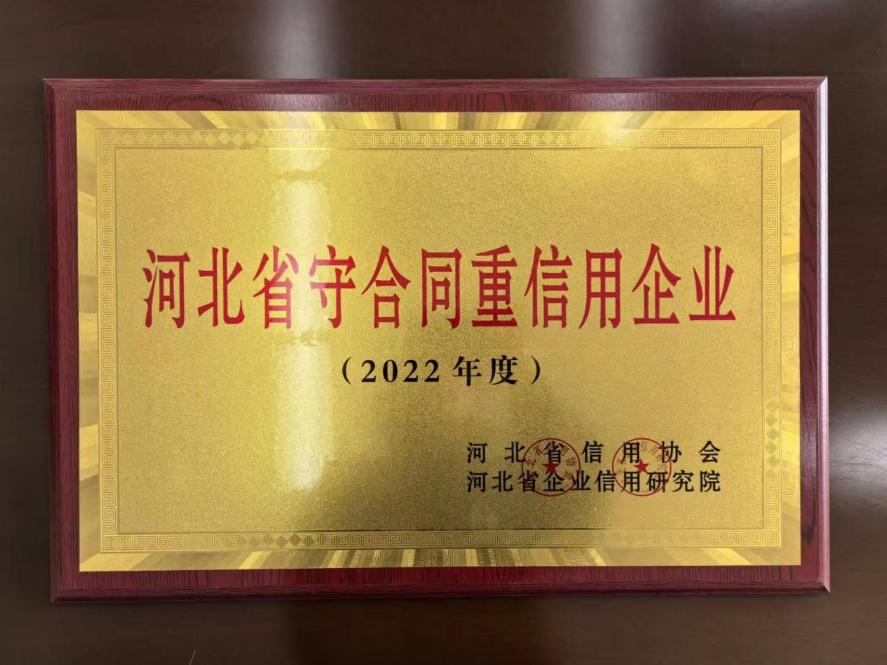 河北省守合同重信用企业
（2022年度）
河北省信用协会
河北省企业信用研究院